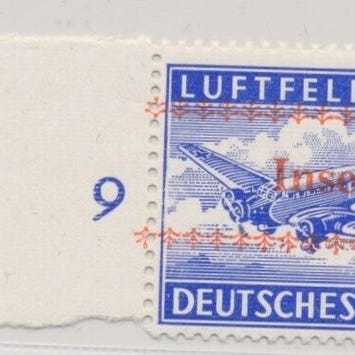 LUFTFEL
Inse
9
DEUTSCHES